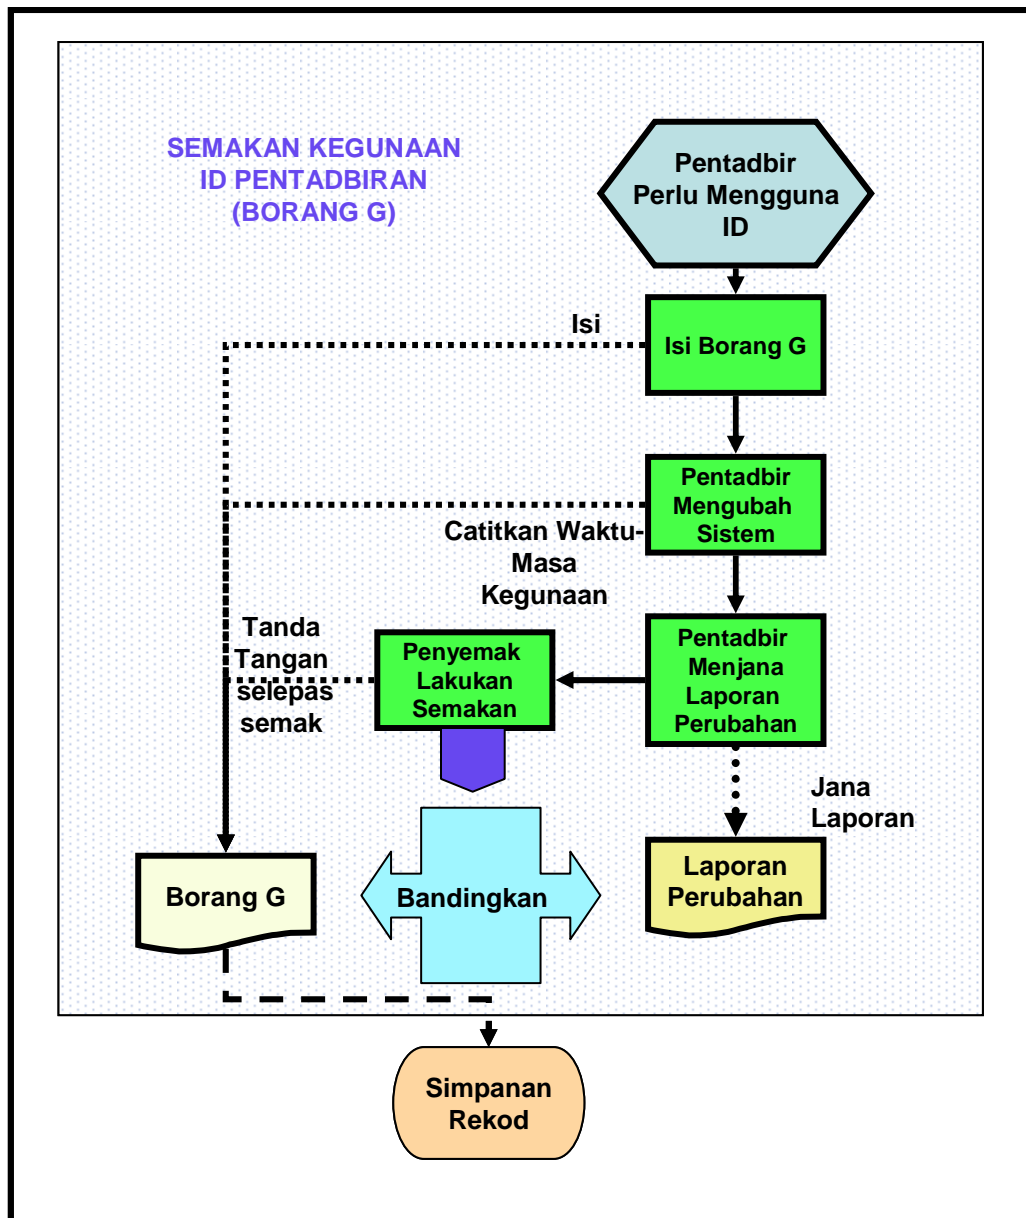 SEMAKAN KEGUNAAN
ID PENTADBIRAN
(BORANG G)
Pentadbir
Perlu Mengguna
ID
Isi
Isi Borang G
Pentadbir
Mengubah
Sistem
Catitkan Waktu-
Masa
Kegunaan
Tanda
Tangan
selepas
semak
Penyemak
Lakukan
Semakan
Pentadbir
Menjana
Laporan
Perubahan
Jana
Laporan
Borang G
Bandingkan
Laporan
Perubahan
Simpanan
Rekod